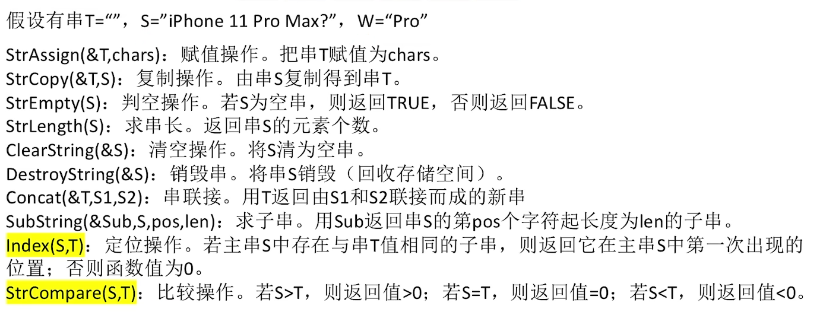 假设有串T=“”，S=”iPhone 11 Pro Max?”，W=“Pro”
StrAssign(&T,chars)：赋值操作。把串T赋值为chars。
StrCopy(&T,S)：复制操作。由串S复制得到串T。
StrEmpty(S)：判空操作。若S为空串，则返回TRUE，否则返回FALSE。
StrLength(S)：求串长。返回串S的元素个数。
ClearString(&S)：清空操作。将S清为空串。
DestroyString(&S)：销毁串。将串S销毁（回收存储空间）。
Concat(&T,S1,S2)：串联接。用T返回由S1和S2联接而成的新串
SubString(&Sub,S,pos,len)：求子串。用Sub返回串S的第pos个字符起长度为len的子串。
Index(S,T)：定位操作。若主串S中存在与串T值相同的子串，则返回它在主串S中第一次出现的
位置；否则函数值为0。
StrCompare(S,T)：比较操作。若S>T，则返回值>0；若S=T，则返回值=0；若S<T，则返回值<0。